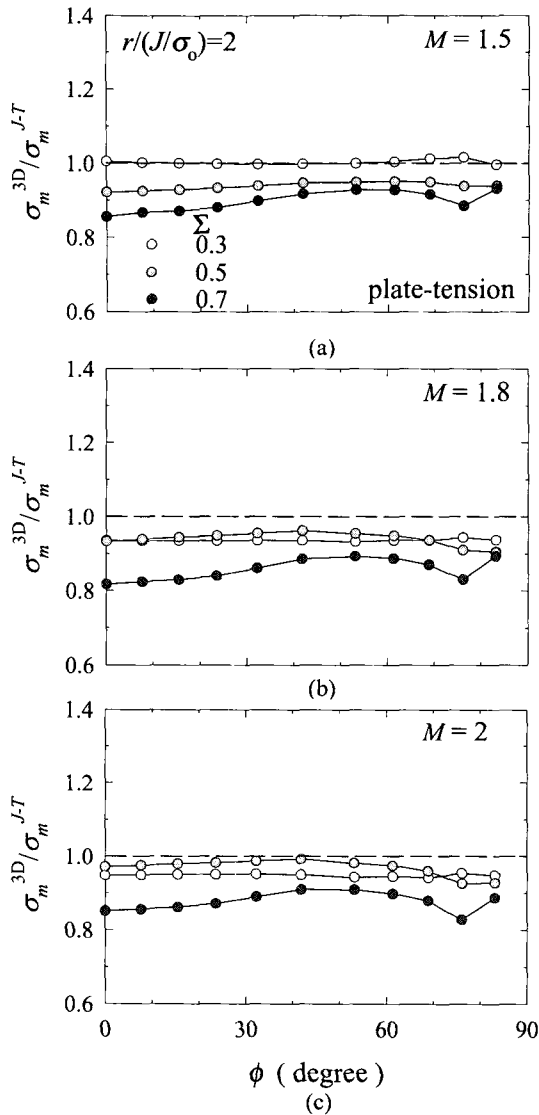 1.4
r/(J/σₒ)=2
M = 1.5
1.2
σₘ³ᴰ/σₘᴶ⁻ᵀ
1.0
0.8
Σ
0.3
0.5
0.7
plate-tension
0.6
(a)
1.4
M = 1.8
1.2
σₘ³ᴰ/σₘᴶ⁻ᵀ
1.0
0.8
0.6
(b)
1.4
M = 2
1.2
σₘ³ᴰ/σₘᴶ⁻ᵀ
1.0
0.8
0.6
0 30 60 90
ϕ ( degree )
(c)